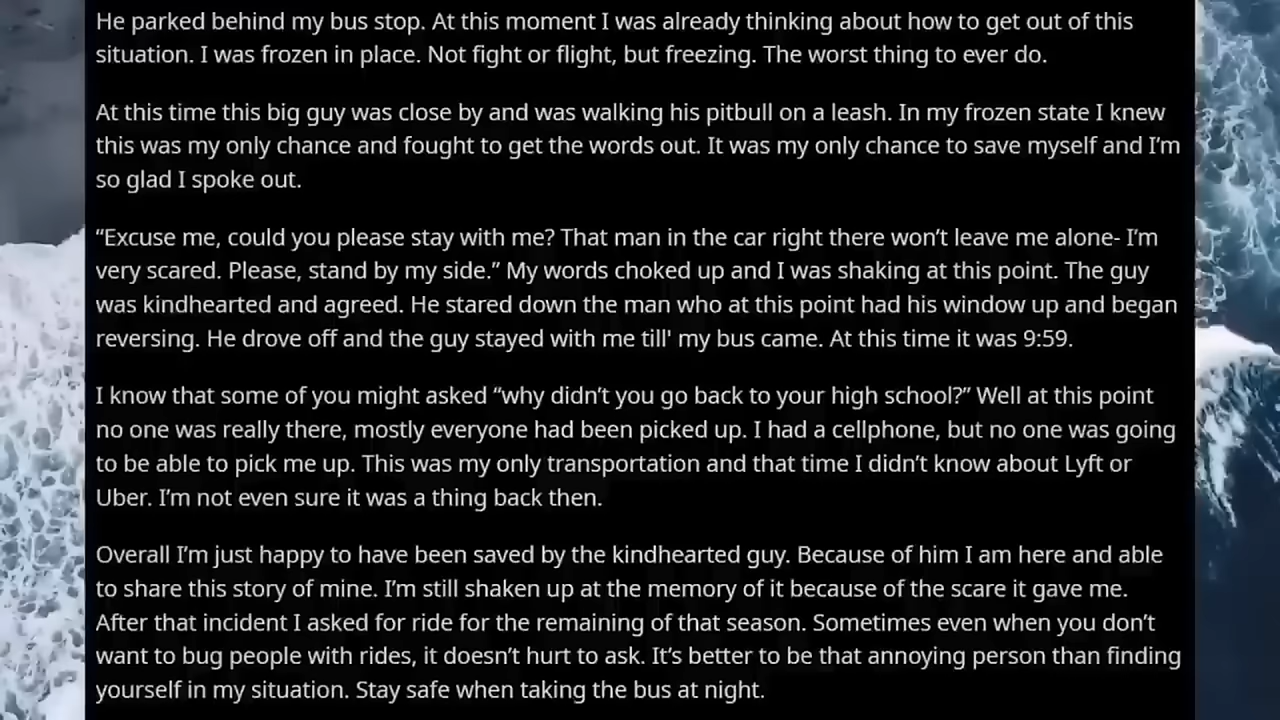 He parked behind my bus stop. At this moment I was already thinking about how to get out of this
situation. I was frozen in place. Not fight or flight, but freezing. The worst thing to ever do.
At this time this big guy was close by and was walking his pitbull on a leash. In my frozen state I knew
this was my only chance and fought to get the words out. It was my only chance to save myself and I’m
so glad I spoke out.
“Excuse me, could you please stay with me? That man in the car right there won’t leave me alone- I’m
very scared. Please, stand by my side.” My words choked up and I was shaking at this point. The guy
was kindhearted and agreed. He stared down the man who at this point had his window up and began
reversing. He drove off and the guy stayed with me till' my bus came. At this time it was 9:59.
I know that some of you might asked “why didn’t you go back to your high school?” Well at this point
no one was really there, mostly everyone had been picked up. I had a cellphone, but no one was going
to be able to pick me up. This was my only transportation and that time I didn’t know about Lyft or
Uber. I’m not even sure it was a thing back then.
Overall I’m just happy to have been saved by the kindhearted guy. Because of him I am here and able
to share this story of mine. I’m still shaken up at the memory of it because of the scare it gave me.
After that incident I asked for ride for the remaining of that season. Sometimes even when you don’t
want to bug people with rides, it doesn’t hurt to ask. It’s better to be that annoying person than finding
yourself in my situation. Stay safe when taking the bus at night.